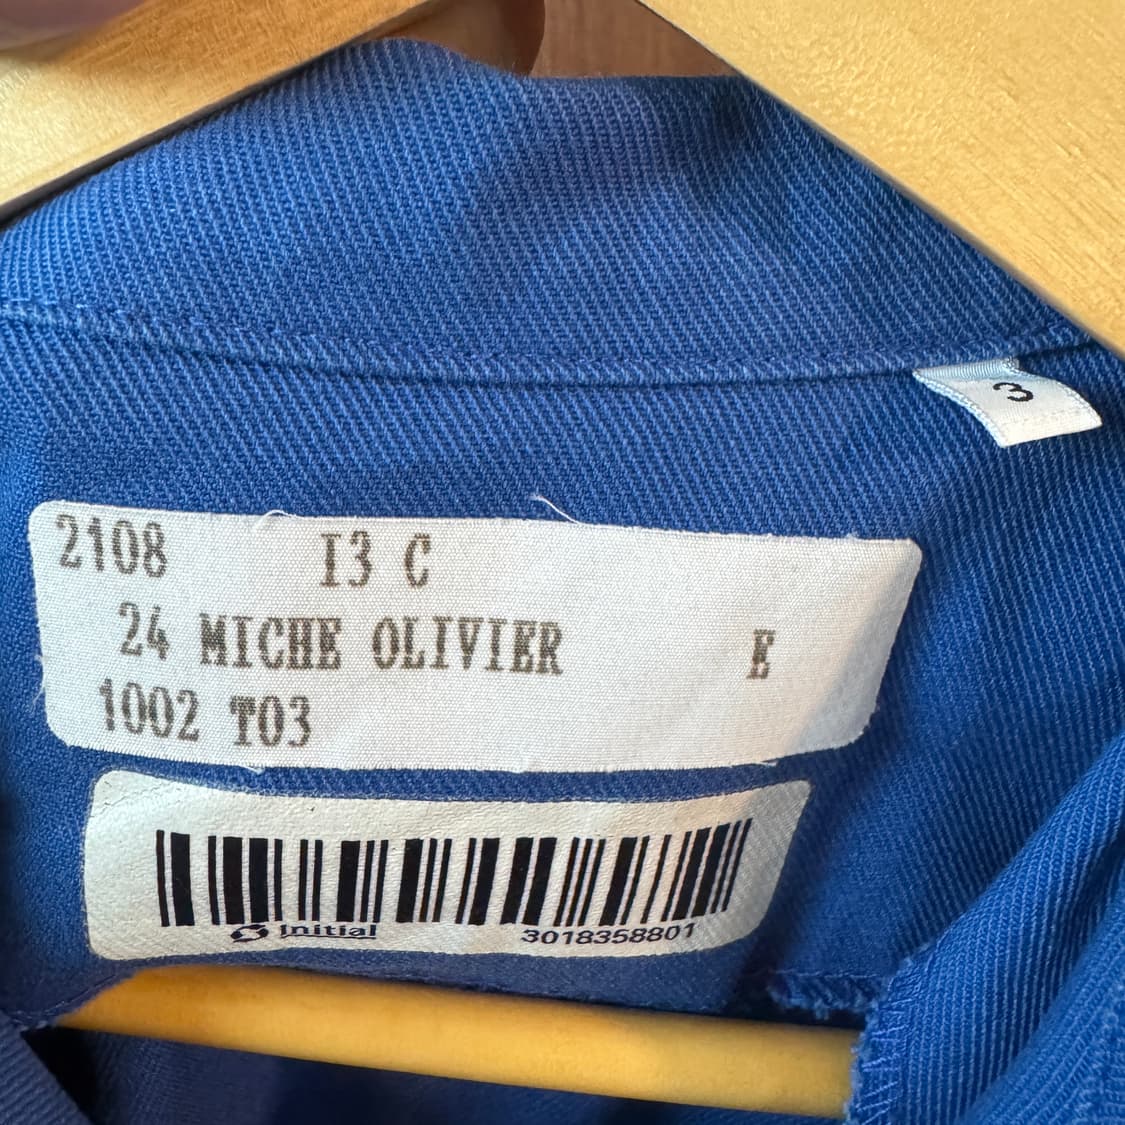 3
2108 I3 C
24 MICHE OLIVIER E
1002 T03
Initial 3018358801